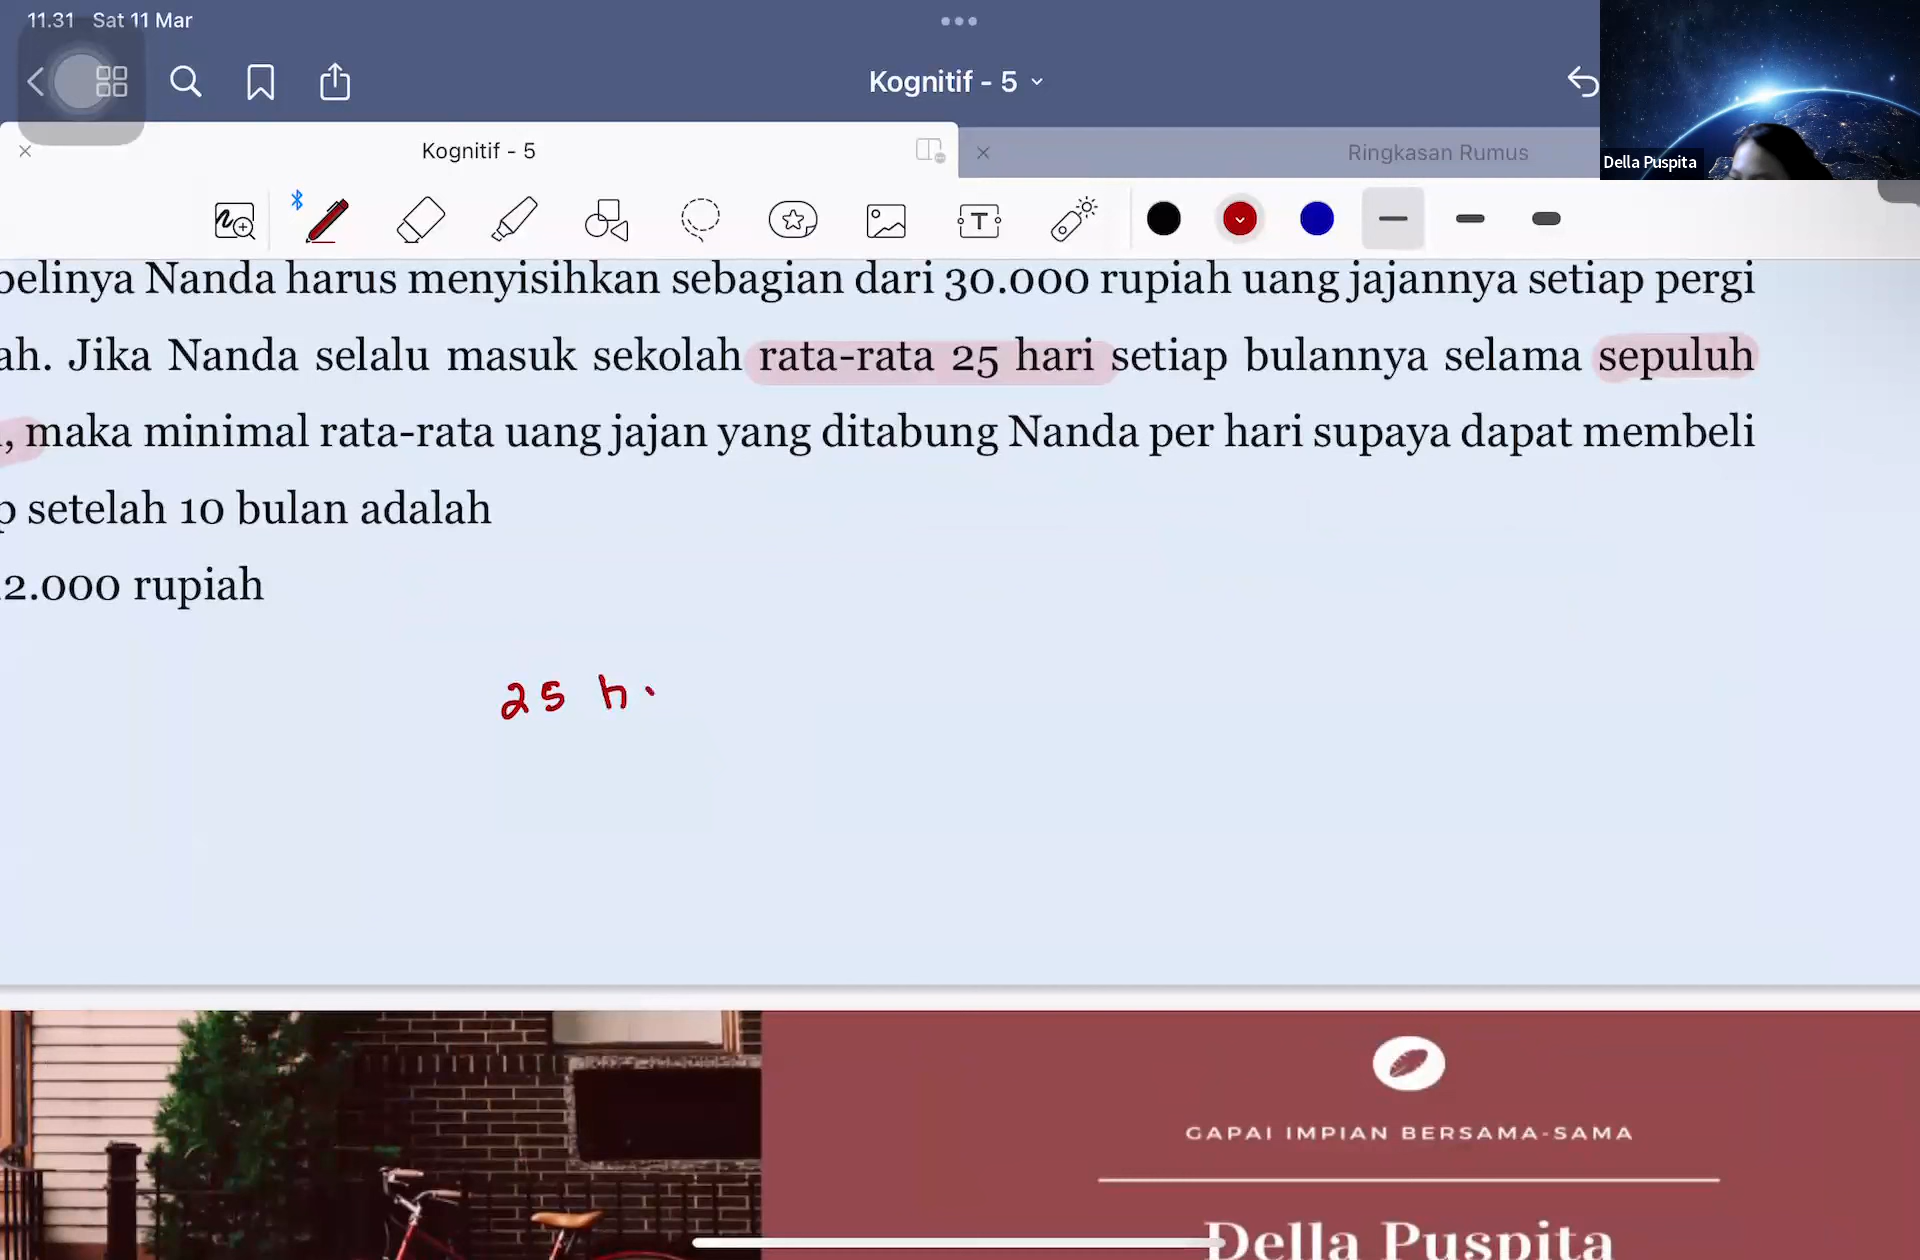 11.31 Sat 11 Mar
Kognitif - 5
Della Puspita
Kognitif - 5
Ringkasan Rumus
T
belinya Nanda harus menyisihkan sebagian dari 30.000 rupiah uang jajannya setiap pergi
ah. Jika Nanda selalu masuk sekolah rata-rata 25 hari setiap bulannya selama sepuluh
, maka minimal rata-rata uang jajan yang ditabung Nanda per hari supaya dapat membeli
p setelah 10 bulan adalah
2.000 rupiah
25 h.
GAPAI IMPIAN BERSAMA-SAMA
Della Puspita